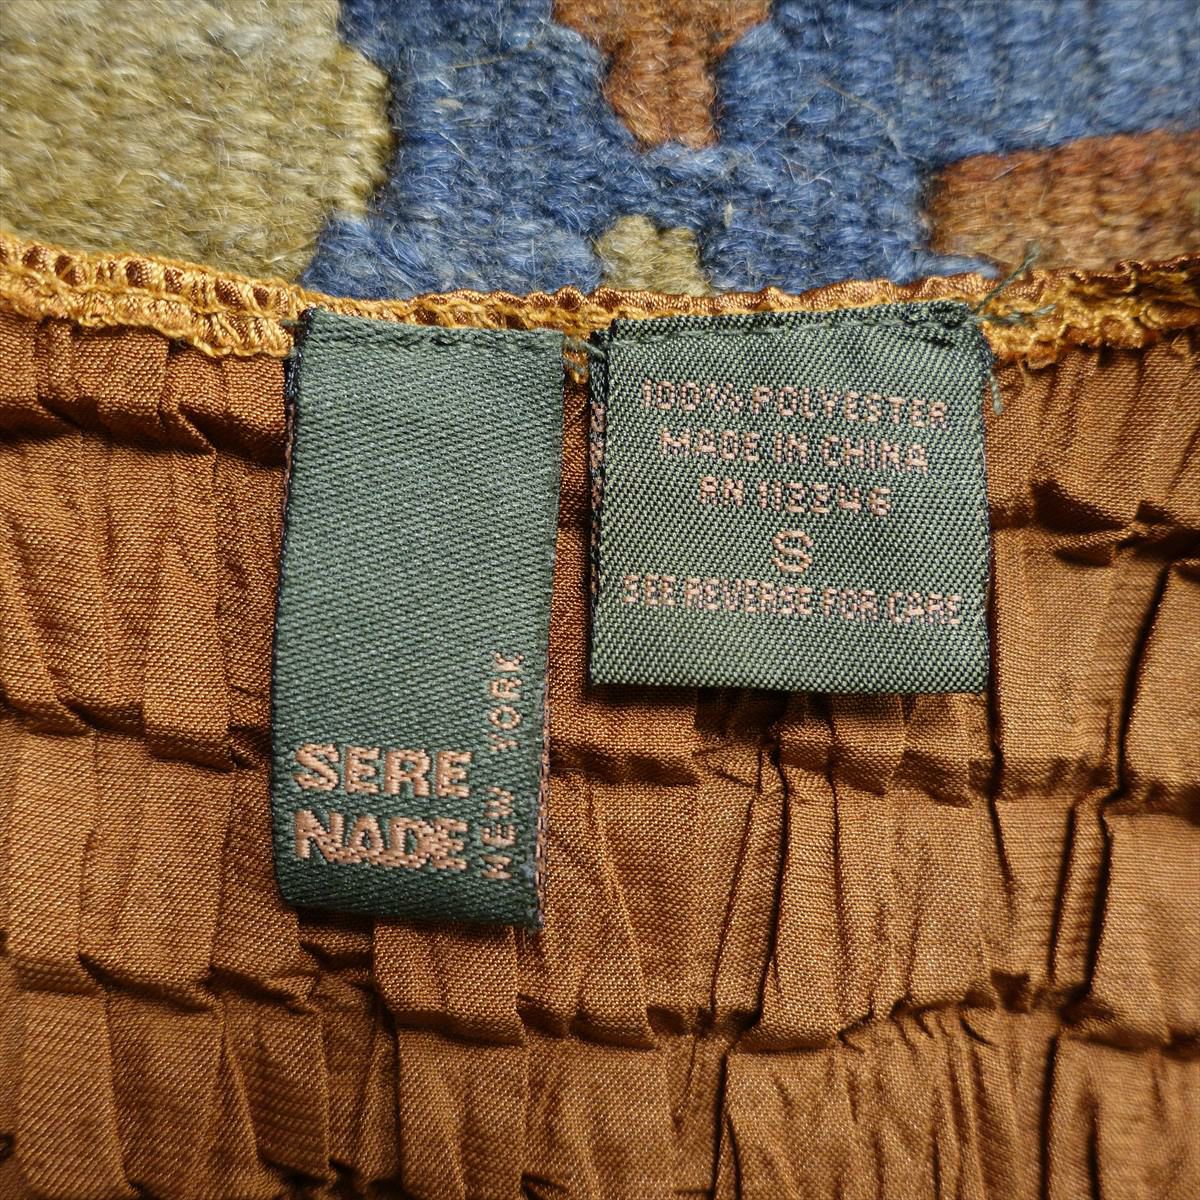 SERE
NADE
NEW YORK
100% POLYESTER
MADE IN CHINA
RN 113346
S
SEE REVERSE FOR CARE